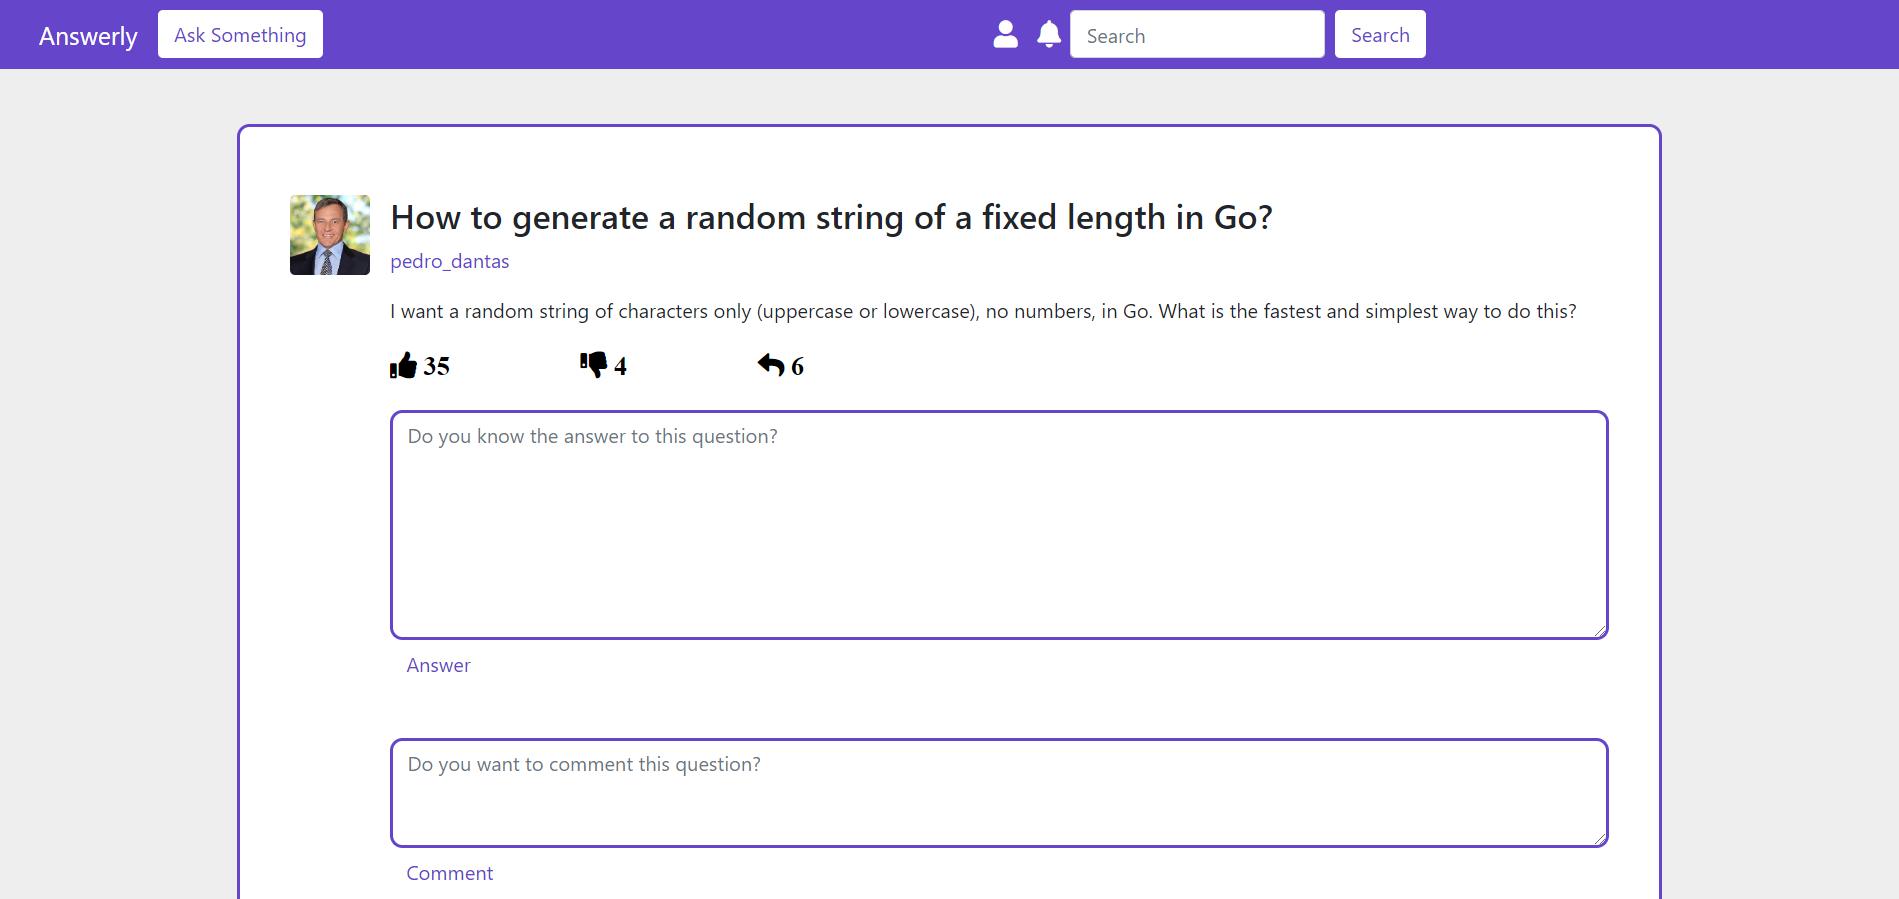 Answerly Ask Something Search Search
How to generate a random string of a fixed length in Go?
pedro_dantas
I want a random string of characters only (uppercase or lowercase), no numbers, in Go. What is the fastest and simplest way to do this?
35 4 6
Do you know the answer to this question?
Answer
Do you want to comment this question?
Comment